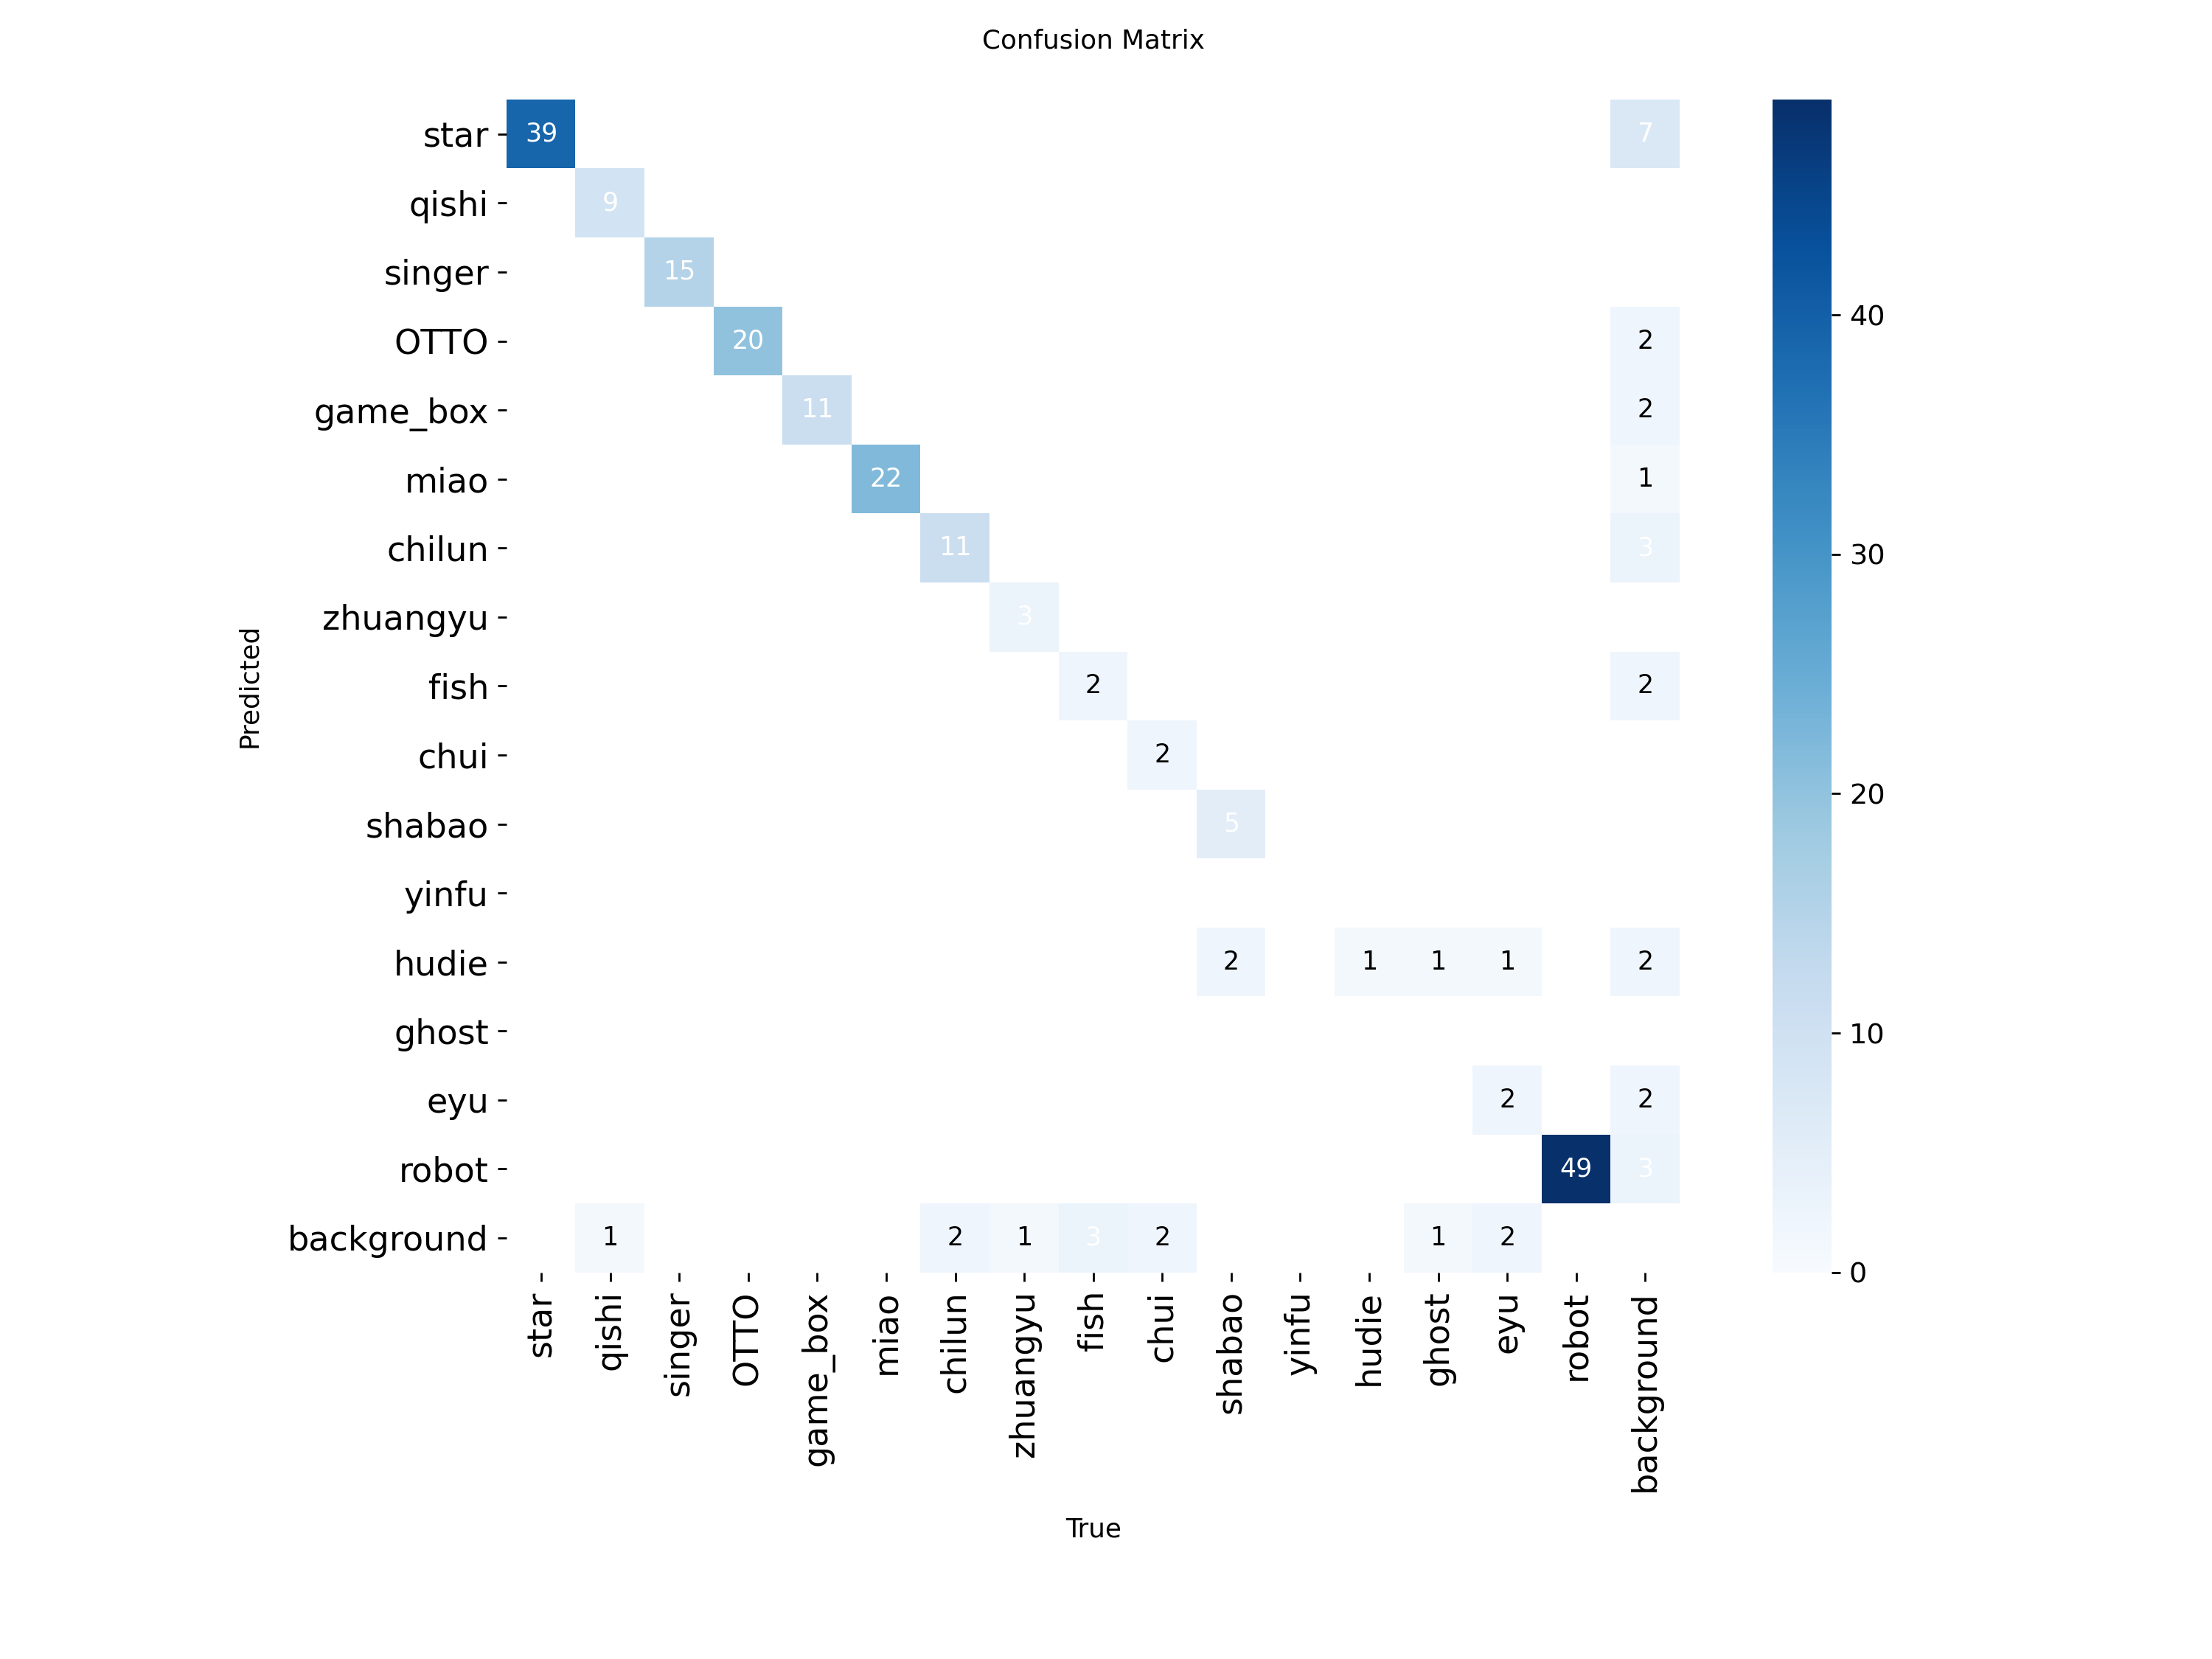 Confusion Matrix
star 39 7
qishi 9
singer 15
OTTO 20 2
game_box 11 2
miao 22 1
chilun 11 3
zhuangyu 3
fish 2 2
chui 2
shabao 5
yinfu
hudie 2 1 1 1 2
ghost
eyu 2 2
robot 49 3
background 1 2 1 3 2 1 2
Predicted
star qishi singer OTTO game_box miao chilun zhuangyu fish chui shabao yinfu hudie ghost eyu robot background
True
40
30
20
10
0